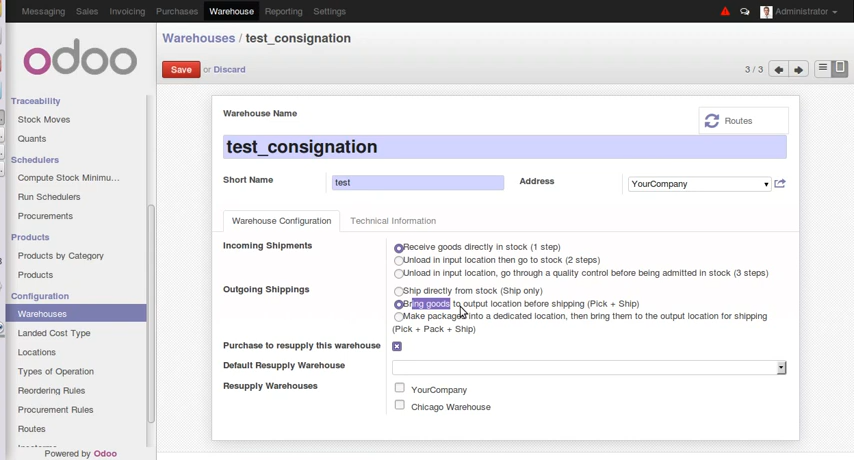 Messaging Sales Invoicing Purchases Warehouse Reporting Settings Administrator
odoo
Warehouses / test_consignation
Save or Discard 3 / 3
Traceability
Stock Moves
Quants
Schedulers
Compute Stock Minimu...
Run Schedulers
Procurements
Products
Products by Category
Products
Configuration
Warehouses
Landed Cost Type
Locations
Types of Operation
Reordering Rules
Procurement Rules
Routes
Powered by Odoo
Warehouse Name
Routes
test_consignation
Short Name test Address YourCompany
Warehouse Configuration Technical Information
Incoming Shipments Receive goods directly in stock (1 step)
Unload in input location then go to stock (2 steps)
Unload in input location, go through a quality control before being admitted in stock (3 steps)
Outgoing Shippings Ship directly from stock (Ship only)
Bring goods to output location before shipping (Pick + Ship)
Make packages into a dedicated location, then bring them to the output location for shipping
(Pick + Pack + Ship)
Purchase to resupply this warehouse
Default Resupply Warehouse
Resupply Warehouses YourCompany
Chicago Warehouse